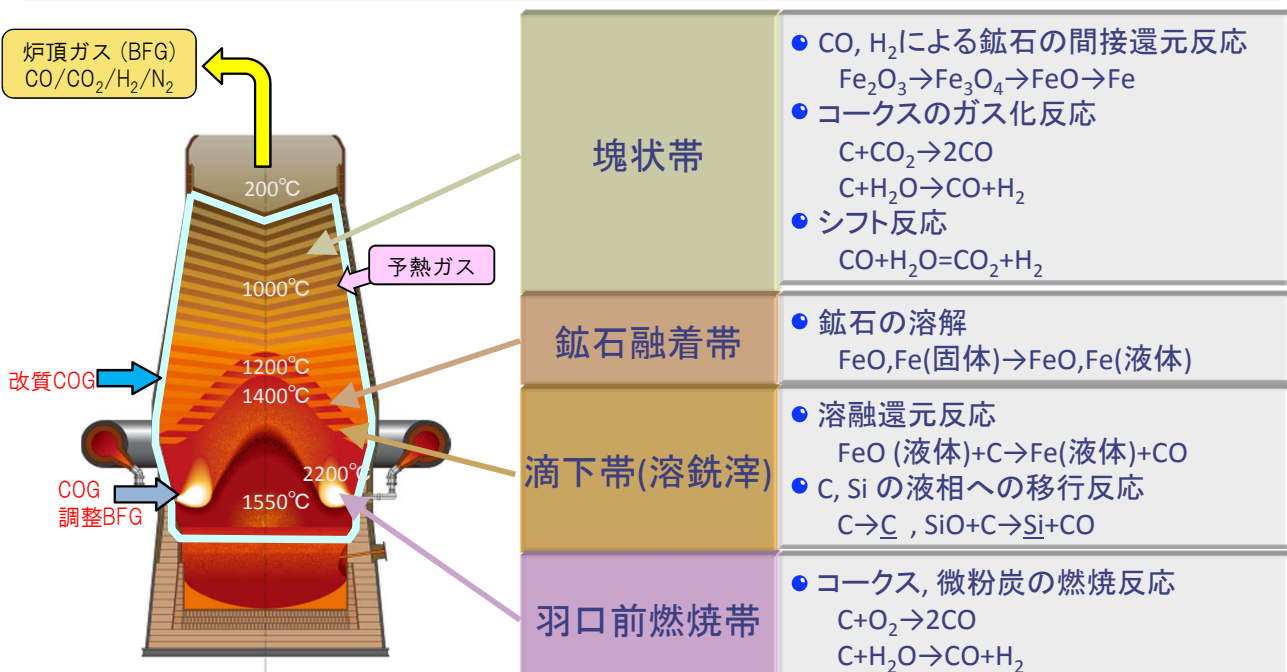 炉頂ガス (BFG)
CO/CO₂/H₂/N₂
200℃
予熱ガス
1000℃
1200℃
1400℃
改質COG
2200℃
COG
調整BFG
1550℃
塊状帯
● CO, H₂による鉱石の間接還元反応
Fe₂O₃→Fe₃O₄→FeO→Fe
● コークスのガス化反応
C+CO₂→2CO
C+H₂O→CO+H₂
● シフト反応
CO+H₂O=CO₂+H₂
鉱石融着帯
● 鉱石の溶解
FeO,Fe(固体)→FeO,Fe(液体)
滴下帯(溶銑滓)
● 溶融還元反応
FeO (液体)+C→Fe(液体)+CO
● C, Si の液相への移行反応
C→C , SiO+C→Si+CO
羽口前燃焼帯
● コークス, 微粉炭の燃焼反応
C+O₂→2CO
C+H₂O→CO+H₂